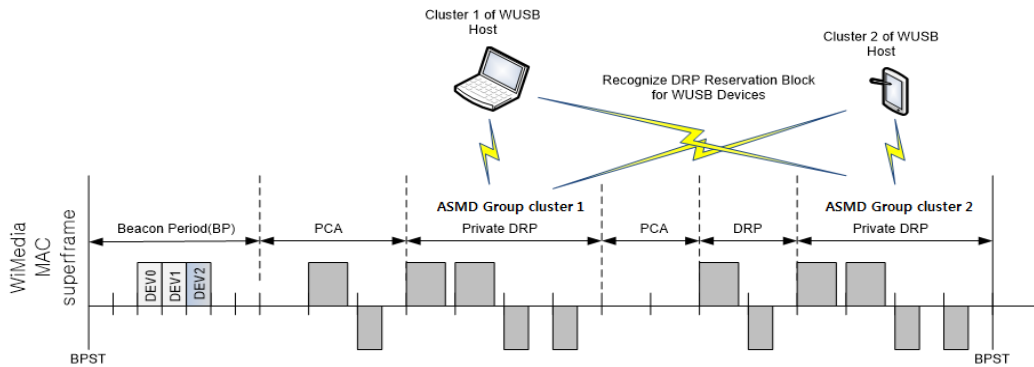 Cluster 1 of WUSB
Host
Cluster 2 of WUSB
Host
Recognize DRP Reservation Block
for WUSB Devices
ASMD Group cluster 1
ASMD Group cluster 2
WiMedia
MAC
superframe
Beacon Period(BP)
PCA
Private DRP
PCA
DRP
Private DRP
DEV0
DEV1
DEV2
BPST
BPST